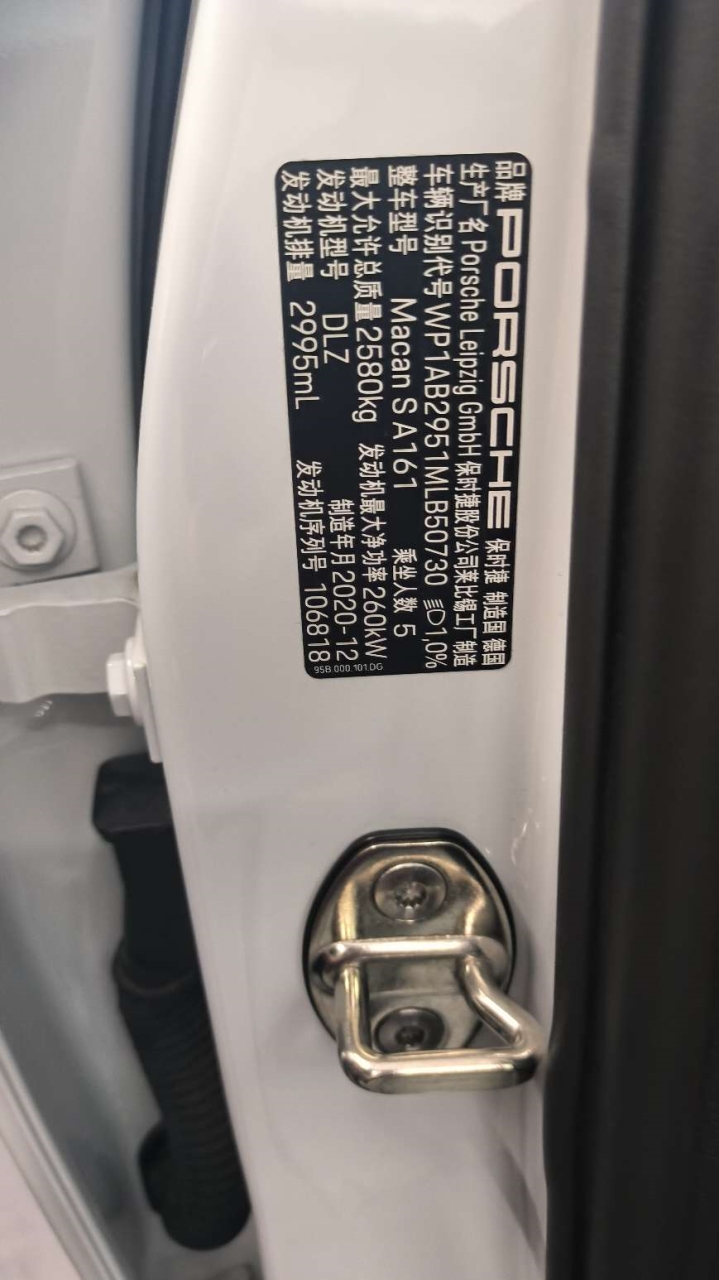 品牌 PORSCHE 保时捷 制造国 德国
生产厂名 Porsche Leipzig GmbH 保时捷股份公司莱比锡工厂制造
车辆识别代号 WP1AB2951MLB50730 1,0%
整车型号 Macan S A161 乘坐人数 5
最大允许总质量 2580kg 发动机最大净功率 260kW
发动机型号 DLZ 制造年月 2020-12
发动机排量 2995mL 发动机序列号 106818
95B.000.101.DG